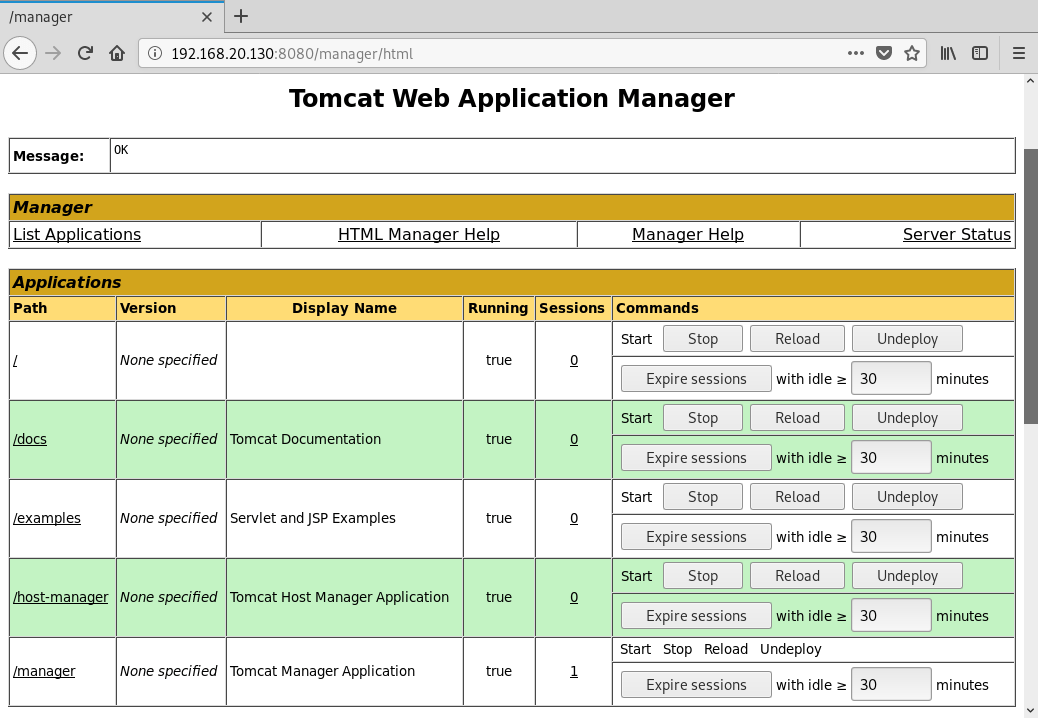 /manager
192.168.20.130:8080/manager/html
Tomcat Web Application Manager
Message: OK
Manager
List Applications HTML Manager Help Manager Help Server Status
Applications
Path Version Display Name Running Sessions Commands
Start Stop Reload Undeploy
/ None specified true 0
Expire sessions with idle ≥ 30 minutes
Start Stop Reload Undeploy
/docs None specified Tomcat Documentation true 0
Expire sessions with idle ≥ 30 minutes
Start Stop Reload Undeploy
/examples None specified Servlet and JSP Examples true 0
Expire sessions with idle ≥ 30 minutes
Start Stop Reload Undeploy
/host-manager None specified Tomcat Host Manager Application true 0
Expire sessions with idle ≥ 30 minutes
Start Stop Reload Undeploy
/manager None specified Tomcat Manager Application true 1
Expire sessions with idle ≥ 30 minutes